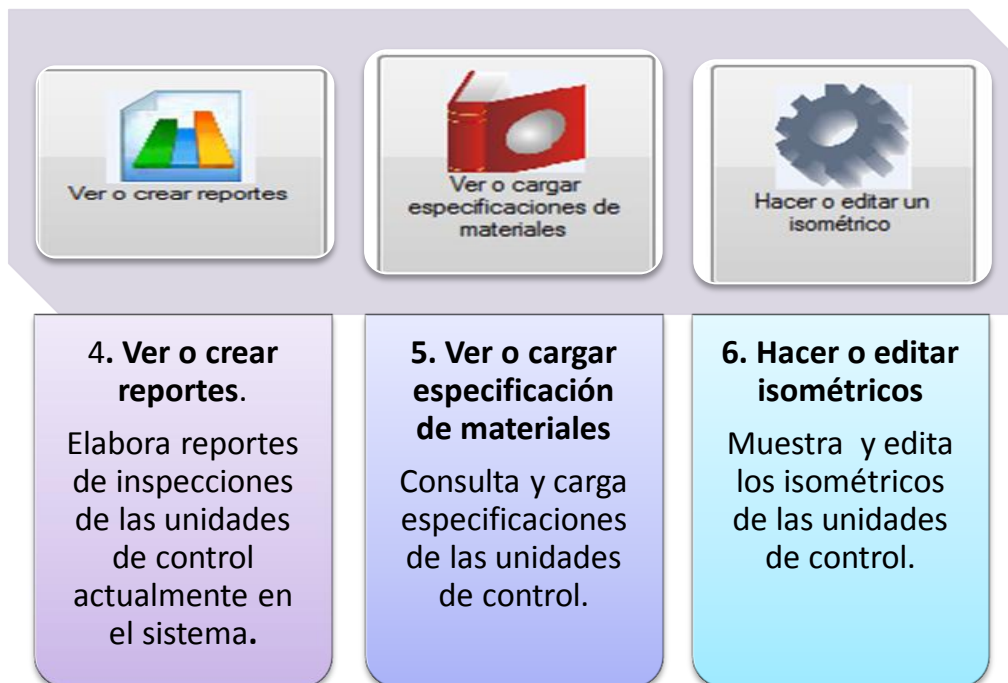 Ver o crear reportes
Ver o cargar
especificaciones de
materiales
Hacer o editar un
isométrico
4. Ver o crear
reportes.
Elabora reportes
de inspecciones
de las unidades
de control
actualmente en
el sistema.
5. Ver o cargar
especificación
de materiales
Consulta y carga
especificaciones
de las unidades
de control.
6. Hacer o editar
isométricos
Muestra y edita
los isométricos
de las unidades
de control.